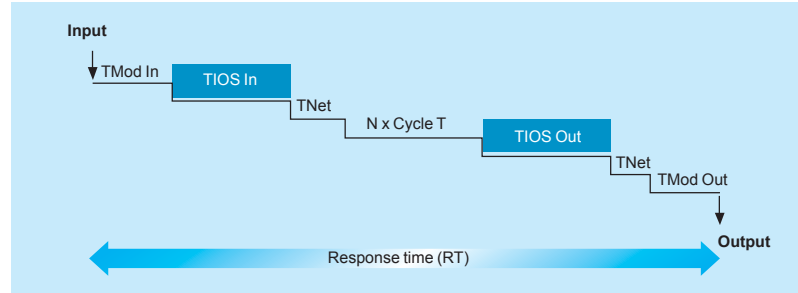 Input
TMod In
TIOS In
TNet
N x Cycle T
TIOS Out
TNet
TMod Out
Output
Response time (RT)